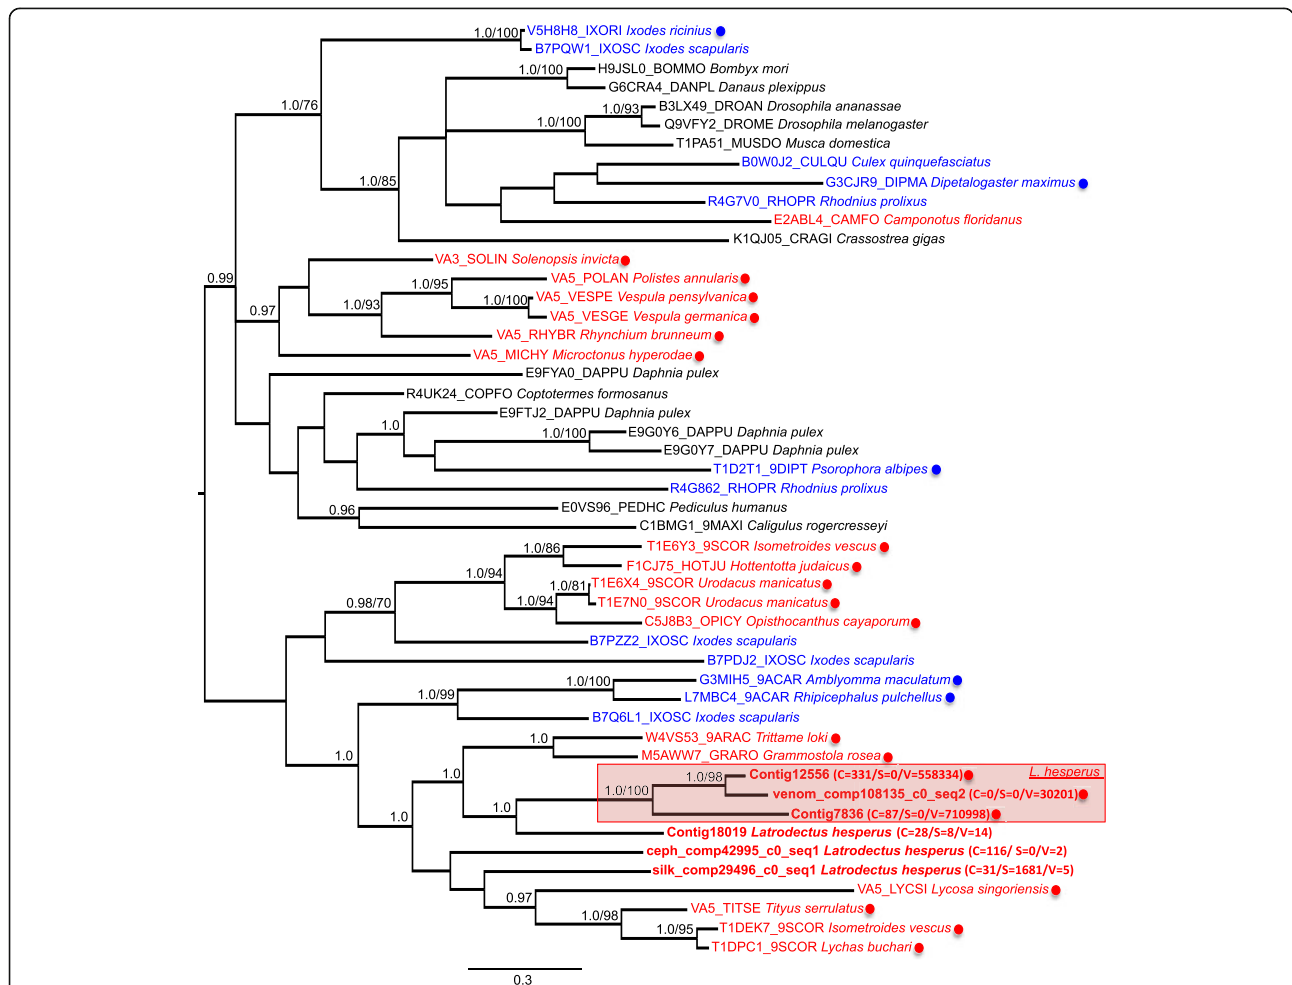 1.0/100 V5H8H8_IXORI Ixodes ricinius
B7PQW1_IXOSC Ixodes scapularis
1.0/100 H9JSL0_BOMMO Bombyx mori
G6CRA4_DANPL Danaus plexippus
1.0/76 1.0/93 B3LX49_DROAN Drosophila ananassae
1.0/100 Q9VFY2_DROME Drosophila melanogaster
T1PA51_MUSDO Musca domestica
B0W0J2_CULQU Culex quinquefasciatus
1.0/85 G3CJR9_DIPMA Dipetalogaster maximus
R4G7V0_RHOPR Rhodnius prolixus
E2ABL4_CAMFO Camponotus floridanus
K1QJ05_CRAGI Crassostrea gigas
VA3_SOLIN Solenopsis invicta
0.99 1.0/95 VA5_POLAN Polistes annularis
1.0/93 1.0/100 VA5_VESPE Vespula pensylvanica
0.97 VA5_VESGE Vespula germanica
VA5_RHYBR Rhynchium brunneum
VA5_MICHY Microctonus hyperodae
E9FYA0_DAPPU Daphnia pulex
R4UK24_COPFO Coptotermes formosanus
E9FTJ2_DAPPU Daphnia pulex
1.0 1.0/100 E9G0Y6_DAPPU Daphnia pulex
E9G0Y7_DAPPU Daphnia pulex
T1D2T1_9DIPT Psorophora albipes
R4G862_RHOPR Rhodnius prolixus
0.96 E0VS96_PEDHC Pediculus humanus
C1BMG1_9MAXI Caligulus rogercresseyi
1.0/86 T1E6Y3_9SCOR Isometroides vescus
1.0/94 F1CJ75_HOTJU Hottentotta judaicus
1.0/81 T1E6X4_9SCOR Urodacus manicatus
0.98/70 1.0/94 T1E7N0_9SCOR Urodacus manicatus
C5J8B3_OPICY Opisthocanthus cayaporum
B7PZZ2_IXOSC Ixodes scapularis
B7PDJ2_IXOSC Ixodes scapularis
1.0/100 G3MIH5_9ACAR Amblyomma maculatum
1.0/99 L7MBC4_9ACAR Rhipicephalus pulchellus
B7Q6L1_IXOSC Ixodes scapularis
1.0 1.0 W4VS53_9ARAC Trittame loki
M5AWW7_GRARO Grammostola rosea
1.0 1.0/98 Contig12556 (C=331/S=0/V=558334) L. hesperus
1.0/100 venom_comp108135_c0_seq2 (C=0/S=0/V=30201)
1.0 1.0 Contig7836 (C=87/S=0/V=710998)
Contig18019 Latrodectus hesperus (C=28/S=8/V=14)
ceph_comp42995_c0_seq1 Latrodectus hesperus (C=116/ S=0/V=2)
silk_comp29496_c0_seq1 Latrodectus hesperus (C=31/S=1681/V=5)
0.97 VA5_LYCSI Lycosa singoriensis
1.0/98 VA5_TITSE Tityus serrulatus
1.0/95 T1DEK7_9SCOR Isometroides vescus
T1DPC1_9SCOR Lychas buchari
0.3